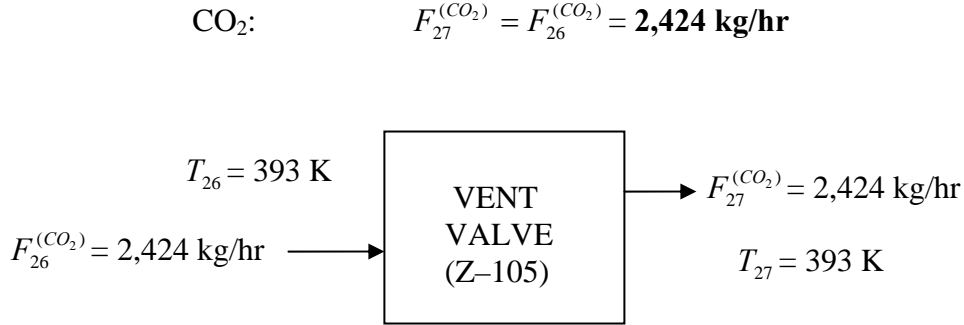 CO₂: F₂₇^(CO₂) = F₂₆^(CO₂) = 2,424 kg/hr
T₂₆ = 393 K
VENT
VALVE
(Z–105)
F₂₆^(CO₂) = 2,424 kg/hr
F₂₇^(CO₂) = 2,424 kg/hr
T₂₇ = 393 K